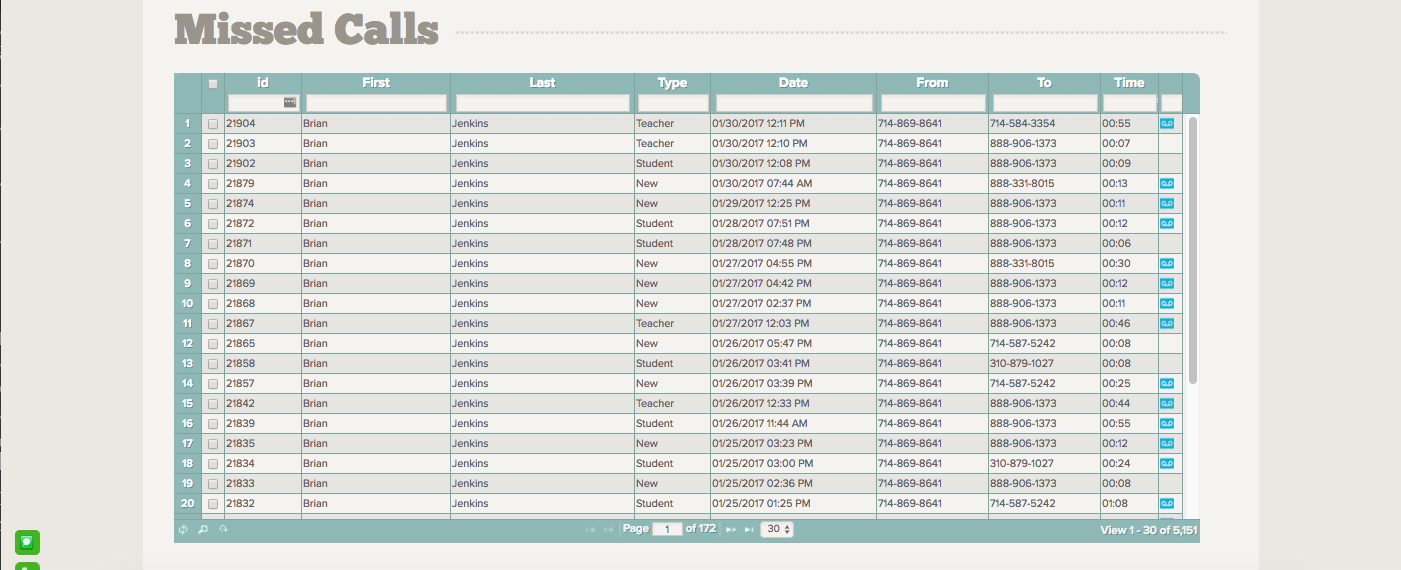 Missed Calls
id First Last Type Date From To Time
1 21904 Brian Jenkins Teacher 01/30/2017 12:11 PM 714-869-8641 714-584-3354 00:55
2 21903 Brian Jenkins Teacher 01/30/2017 12:10 PM 714-869-8641 888-906-1373 00:07
3 21902 Brian Jenkins Student 01/30/2017 12:08 PM 714-869-8641 888-906-1373 00:09
4 21879 Brian Jenkins New 01/30/2017 07:44 AM 714-869-8641 888-331-8015 00:13
5 21874 Brian Jenkins New 01/29/2017 12:25 PM 714-869-8641 888-906-1373 00:11
6 21872 Brian Jenkins Student 01/28/2017 07:51 PM 714-869-8641 888-906-1373 00:12
7 21871 Brian Jenkins Student 01/28/2017 07:48 PM 714-869-8641 888-906-1373 00:06
8 21870 Brian Jenkins New 01/27/2017 04:55 PM 714-869-8641 888-331-8015 00:30
9 21869 Brian Jenkins New 01/27/2017 04:42 PM 714-869-8641 888-906-1373 00:12
10 21868 Brian Jenkins New 01/27/2017 02:37 PM 714-869-8641 888-906-1373 00:11
11 21867 Brian Jenkins Teacher 01/27/2017 12:03 PM 714-869-8641 888-906-1373 00:46
12 21865 Brian Jenkins New 01/26/2017 05:47 PM 714-869-8641 714-587-5242 00:08
13 21858 Brian Jenkins Student 01/26/2017 03:41 PM 714-869-8641 310-879-1027 00:08
14 21857 Brian Jenkins New 01/26/2017 03:39 PM 714-869-8641 714-587-5242 00:25
15 21842 Brian Jenkins Teacher 01/26/2017 12:33 PM 714-869-8641 888-906-1373 00:44
16 21839 Brian Jenkins Student 01/26/2017 11:44 AM 714-869-8641 888-906-1373 00:55
17 21835 Brian Jenkins New 01/25/2017 03:23 PM 714-869-8641 888-906-1373 00:12
18 21834 Brian Jenkins Student 01/25/2017 03:00 PM 714-869-8641 310-879-1027 00:24
19 21833 Brian Jenkins New 01/25/2017 02:36 PM 714-869-8641 888-906-1373 00:08
20 21832 Brian Jenkins Student 01/25/2017 01:25 PM 714-869-8641 714-587-5242 01:08
Page 1 of 172 30 View 1 - 30 of 5,151